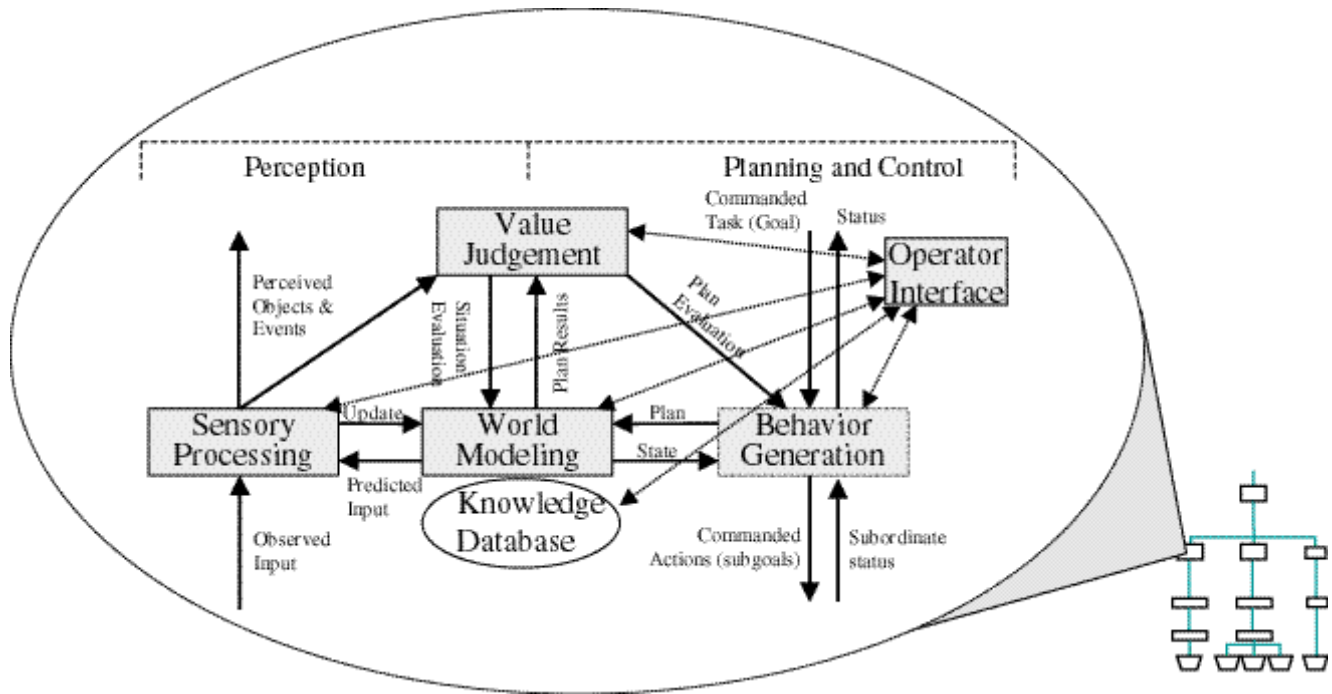 Perception
Planning and Control
Commanded
Task (Goal)
Status
Value
Judgement
Operator
Interface
Perceived
Objects &
Events
Situation
Evaluation
Plan Results
Plan
Evaluation
Sensory
Processing
Update
World
Modeling
Plan
State
Behavior
Generation
Predicted
Input
Knowledge
Database
Observed
Input
Commanded
Actions (subgoals)
Subordinate
status